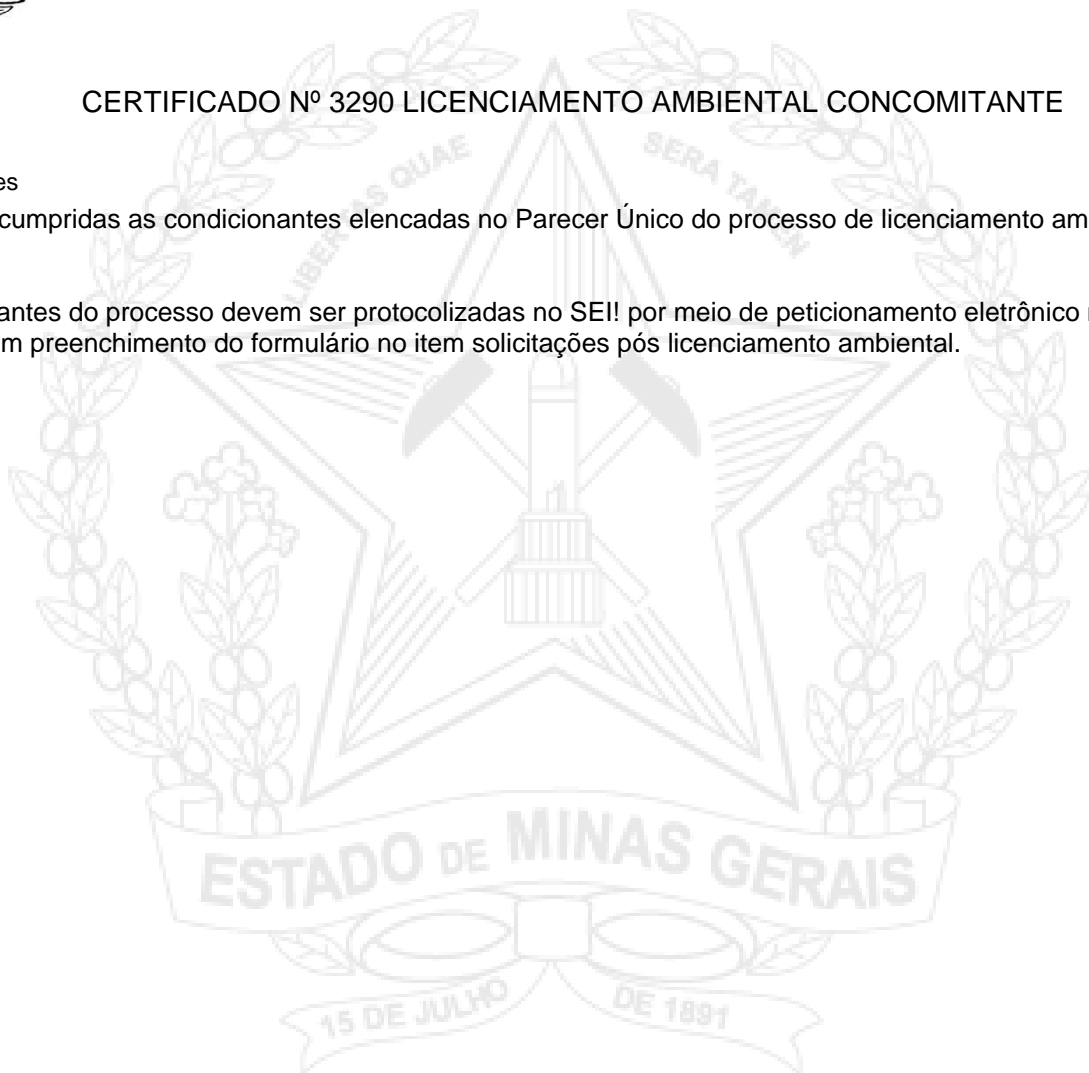 CERTIFICADO Nº 3290 LICENCIAMENTO AMBIENTAL CONCOMITANTE
LIBERTAS QUAE SERA TAMEN
es
cumpridas as condicionantes elencadas no Parecer Único do processo de licenciamento am
antes do processo devem ser protocolizadas no SEI! por meio de peticionamento eletrônico
m preenchimento do formulário no item solicitações pós licenciamento ambiental.
ESTADO DE MINAS GERAIS
15 DE JULHO DE 1891